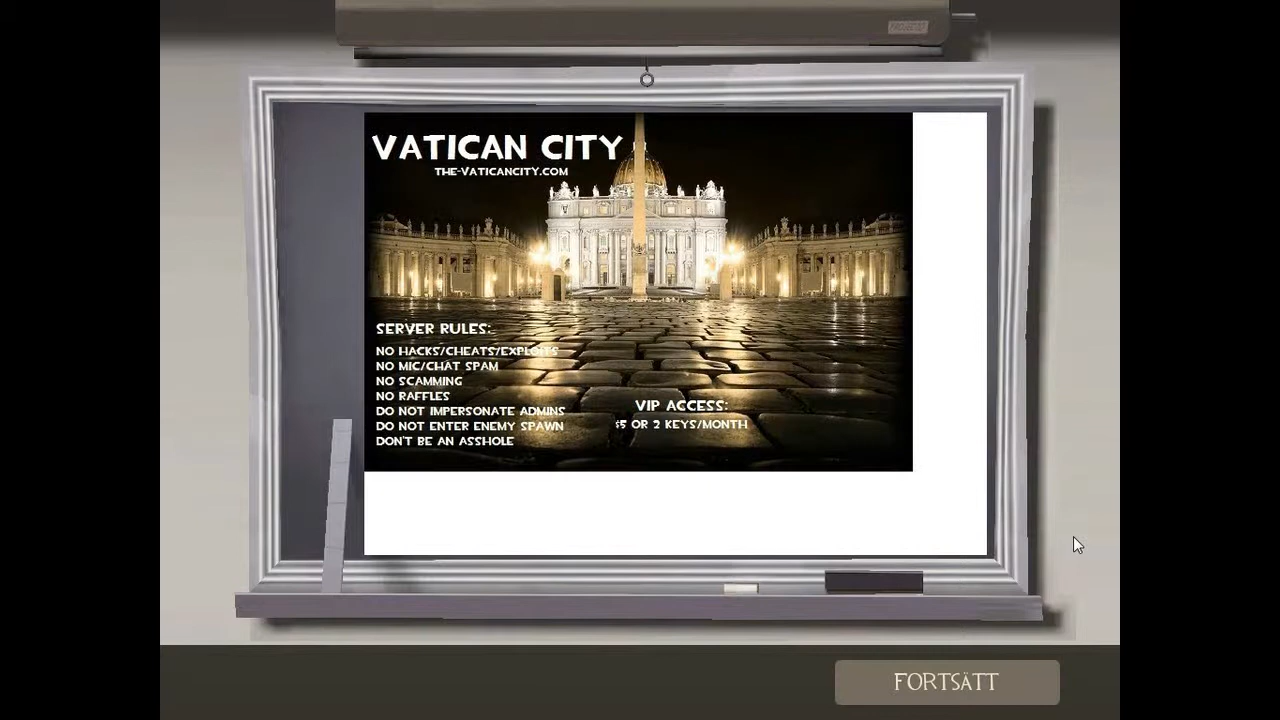 VATICAN CITY
THE-VATICANCITY.COM
SERVER RULES:
NO HACKS/CHEATS/EXPLOITS
NO MIC/CHAT SPAM
NO SCAMMING
NO RAFFLES
DO NOT IMPERSONATE ADMINS
DO NOT ENTER ENEMY SPAWN
DON'T BE AN ASSHOLE
VIP ACCESS:
$5 OR 2 KEYS/MONTH
FORTSÄTT